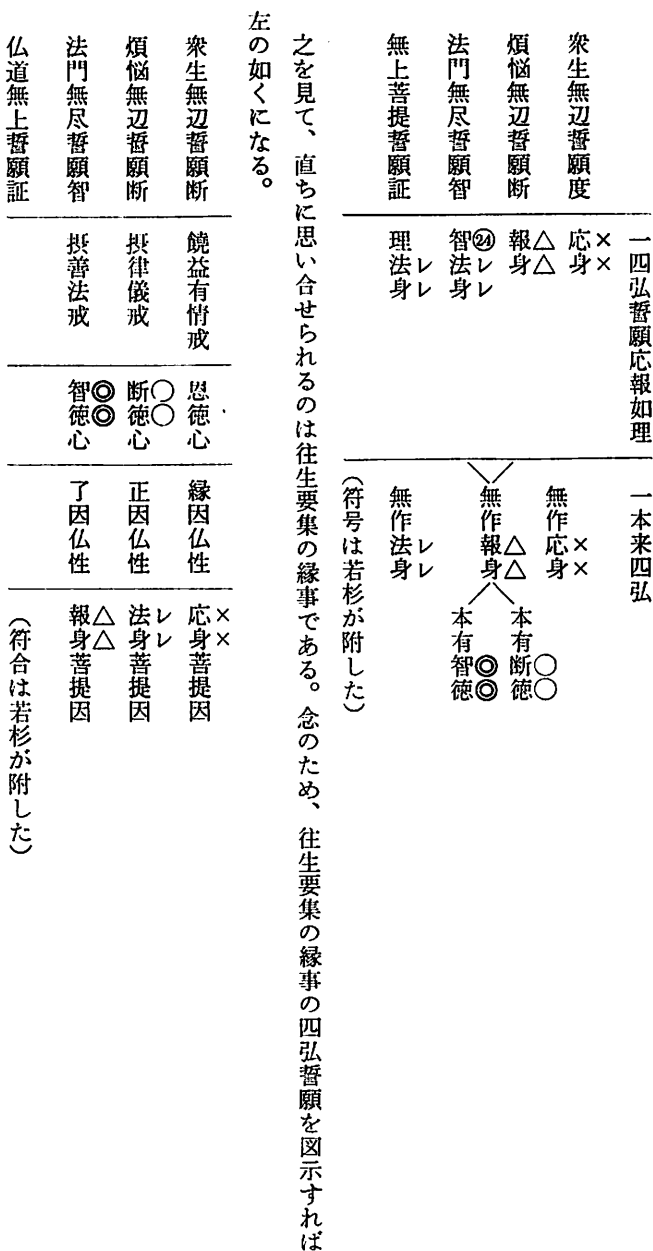 一四弘誓願応報如理　一本来四弘
衆生無辺誓願度　応身××　無作応身××
煩悩無辺誓願断　報身△△　無作報身△△　本有断徳○○
法門無尽誓願智　智㉔法身レレ　本有智徳◎◎
無上菩提誓願証　理法身レレ　無作法身レレ
（符号は若杉が附した）
之を見て、直ちに思い合せられるのは往生要集の縁事である。念のため、往生要集の縁事の四弘誓願を図示すれば
左の如くになる。
衆生無辺誓願断　饒益有情戒　恩徳心　縁因仏性　応身菩提因××
煩悩無辺誓願断　摂律儀戒　断徳心○○　正因仏性　法身菩提因レレ
法門無尽誓願智　摂善法戒　智徳心◎◎　了因仏性　報身菩提因△△
仏道無上誓願証
（符合は若杉が附した）